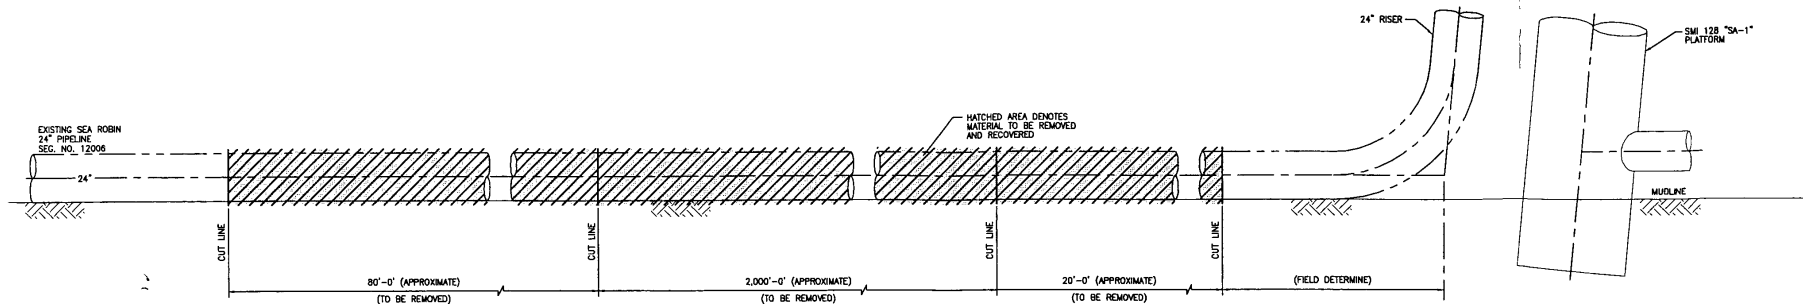 24" RISER
SMI 128 "SA-1"
PLATFORM
HATCHED AREA DENOTES
MATERIAL TO BE REMOVED
AND RECOVERED
EXISTING SEA ROBIN
24" PIPELINE
SEG. NO. 12006
24"
MUDLINE
CUT LINE
CUT LINE
CUT LINE
CUT LINE
80'-0' (APPROXIMATE)
(TO BE REMOVED)
2,000'-0' (APPROXIMATE)
(TO BE REMOVED)
20'-0' (APPROXIMATE)
(TO BE REMOVED)
(FIELD DETERMINE)